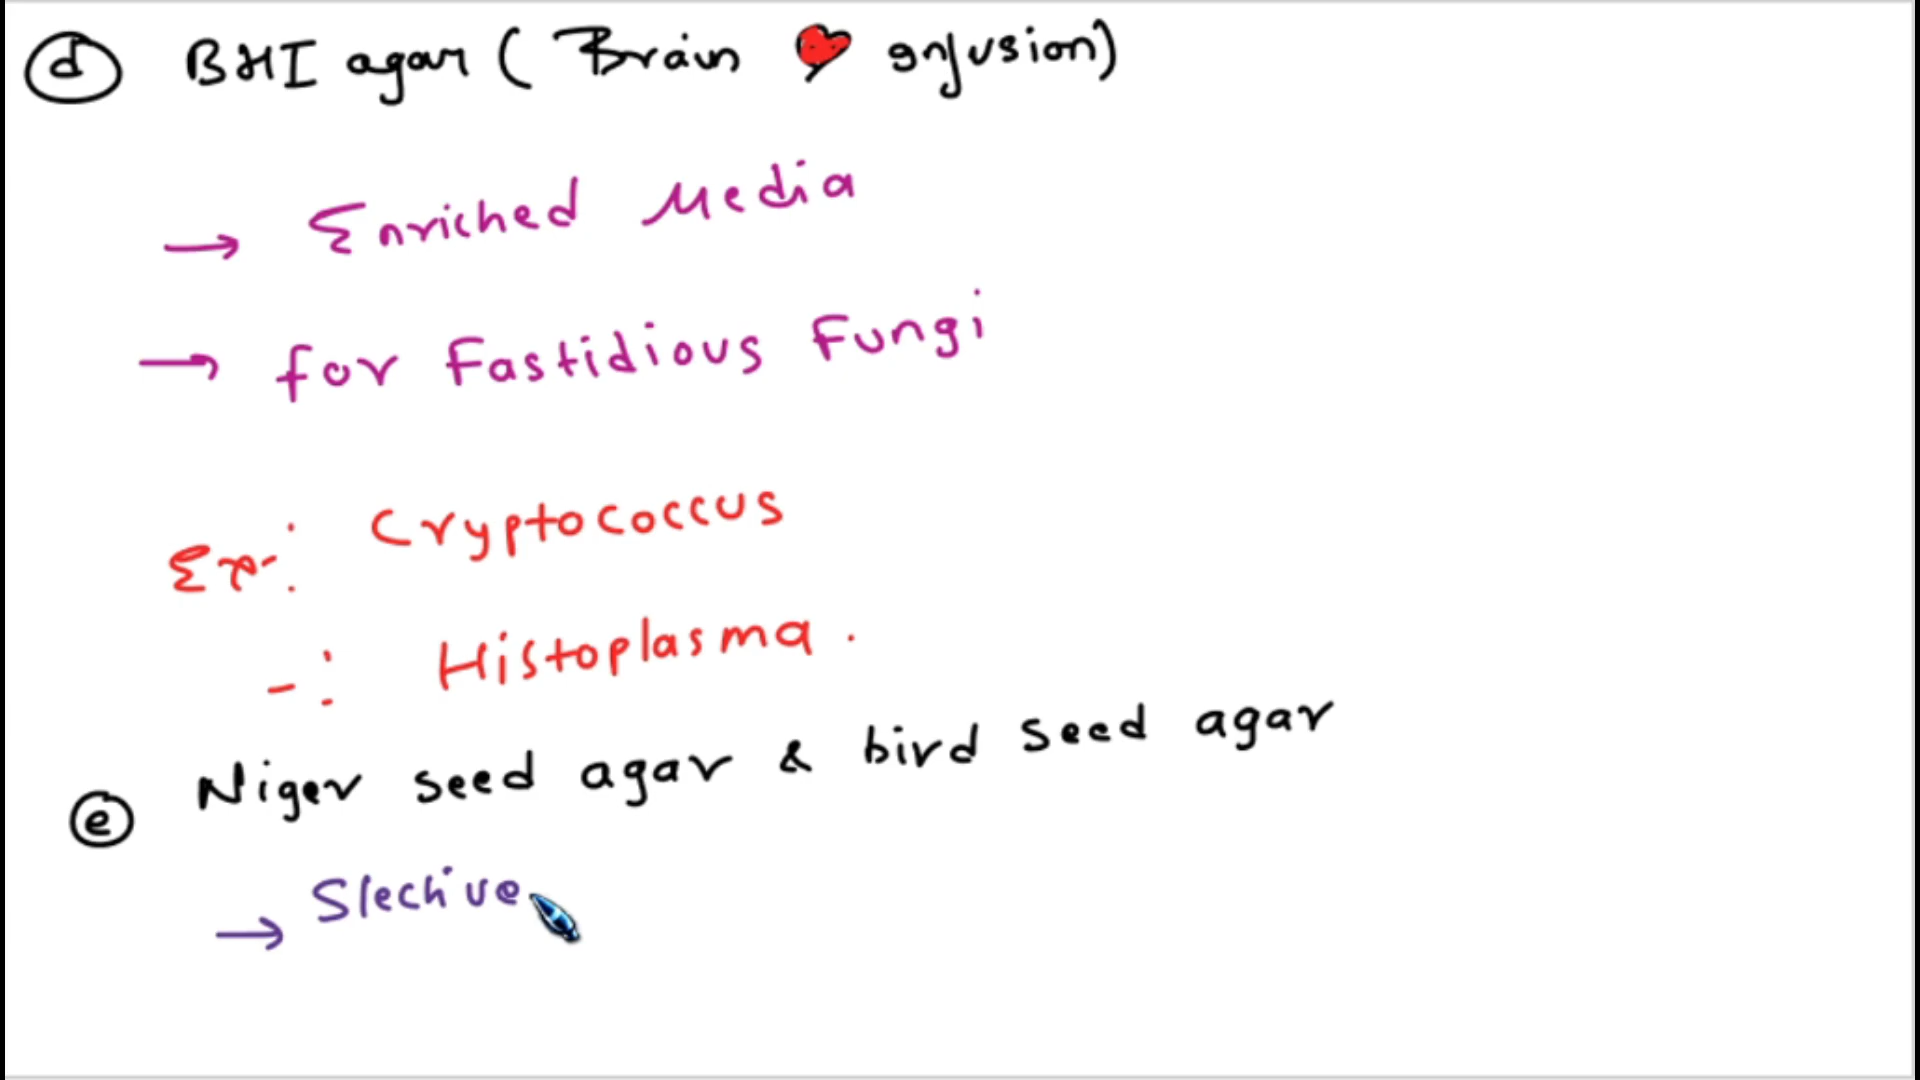 d BHI agar ( Brain ❤ Infusion)
→ Enriched Media
→ for Fastidious Fungi
Ex-: Cryptococcus
-: Histoplasma .
e Niger seed agar & bird seed agar
→ Slective